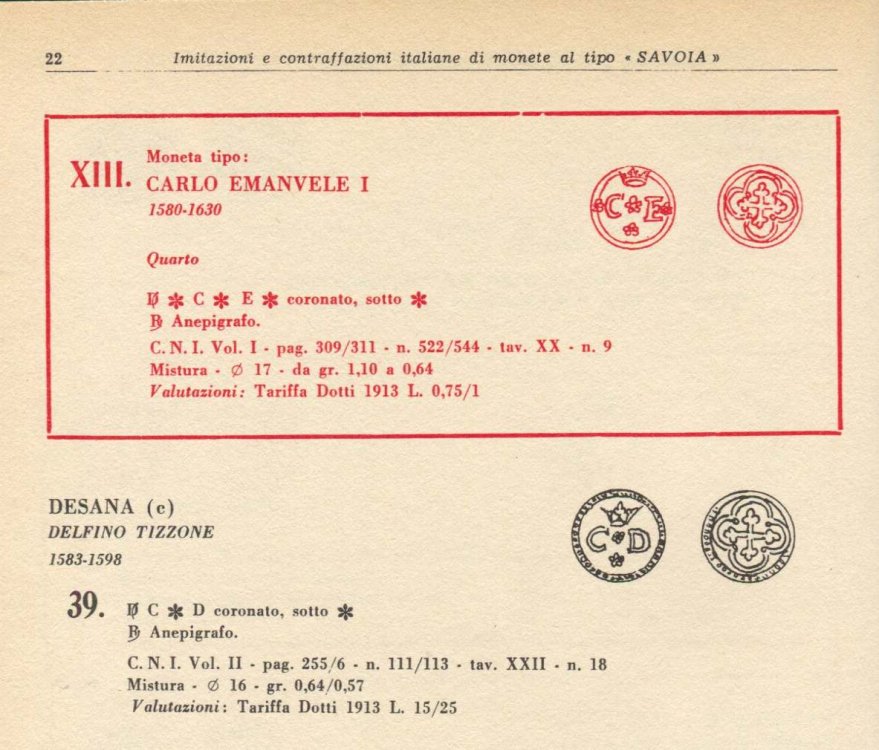 22 Imitazioni e contraffazioni italiane di monete al tipo « SAVOIA »
XIII. Moneta tipo:
CARLO EMANVELE I
1580-1630
C E
Quarto
D̸ ✻ C ✻ E ✻ coronato, sotto ✻
R̸ Anepigrafo.
C. N. I. Vol. I - pag. 309/311 - n. 522/544 - tav. XX - n. 9
Mistura - ∅ 17 - da gr. 1,10 a 0,64
Valutazioni: Tariffa Dotti 1913 L. 0,75/1
DESANA (c)
DELFINO TIZZONE
1583-1598
C D
39. D̸ C ✻ D coronato, sotto ✻
R̸ Anepigrafo.
C. N. I. Vol. II - pag. 255/6 - n. 111/113 - tav. XXII - n. 18
Mistura - ∅ 16 - gr. 0,64/0,57
Valutazioni: Tariffa Dotti 1913 L. 15/25